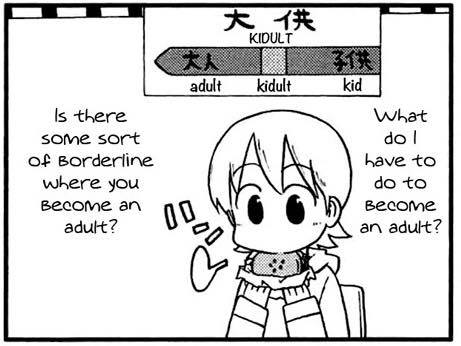 大 供
KIDULT
大人 子供
adult kidult kid
What
do I
have to
do to
Become
an adult?
Is there
some sort
of Borderline
where you
Become an
adult?